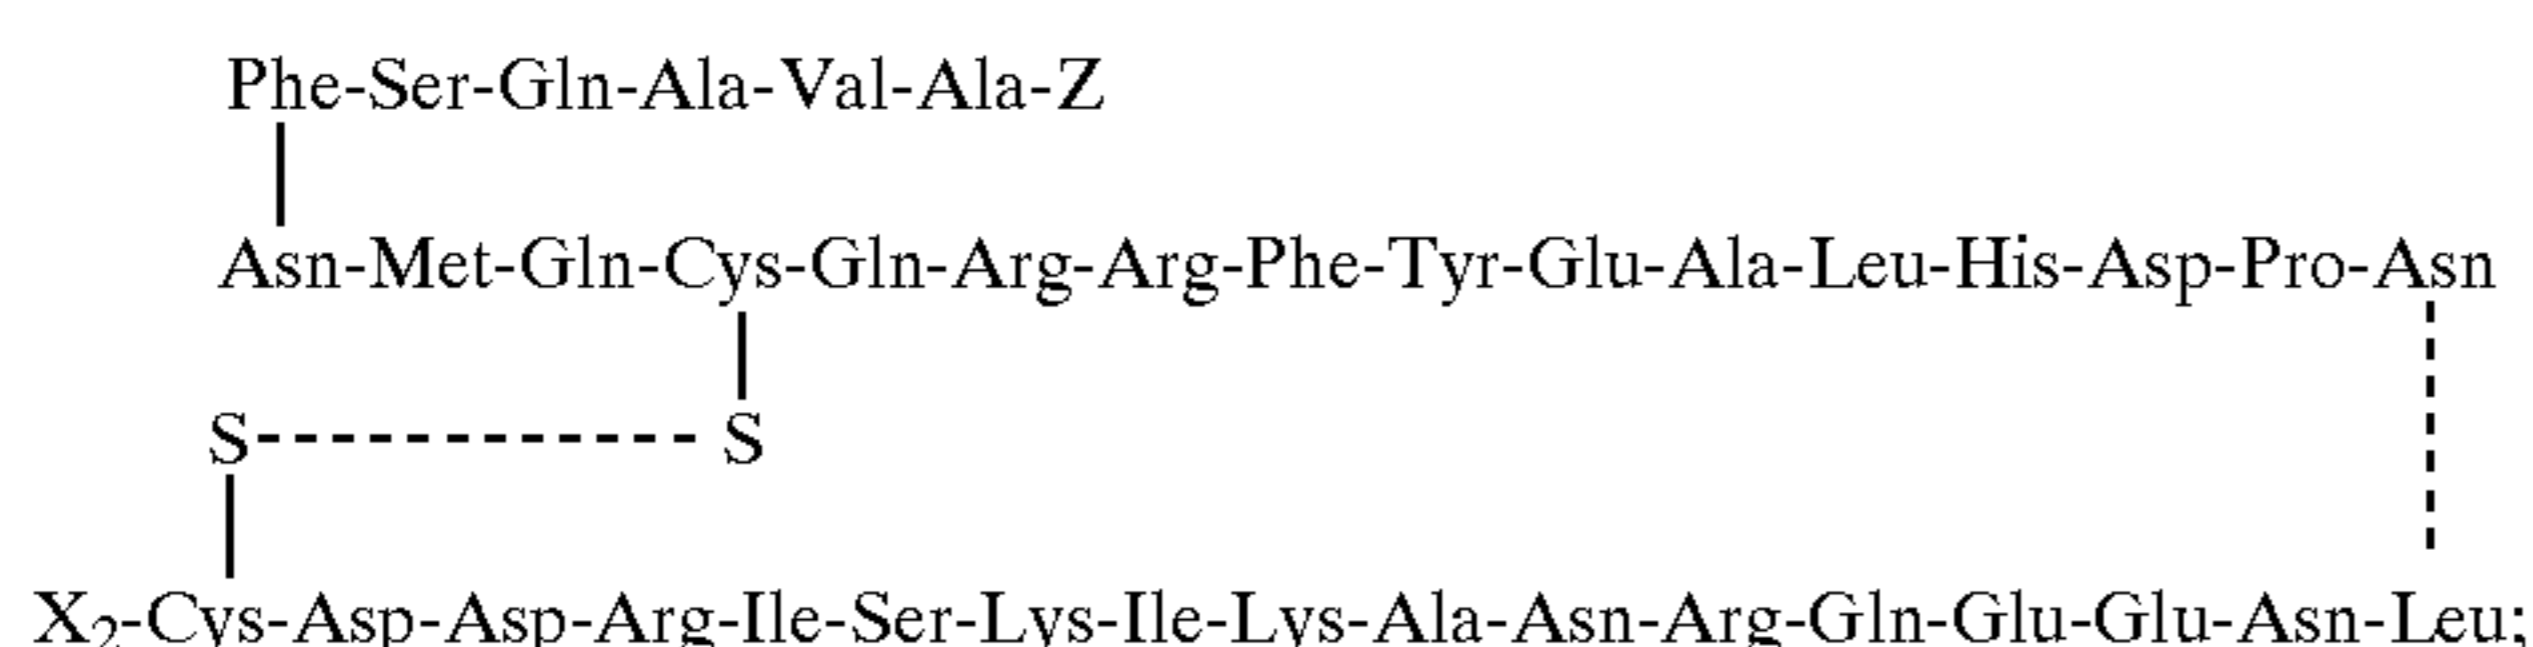 Phe-Ser-Gln-Ala-Val-Ala-Z
Asn-Met-Gln-Cys-Gln-Arg-Arg-Phe-Tyr-Glu-Ala-Leu-His-Asp-Pro-Asn
S S
X₂-Cys-Asp-Asp-Arg-Ile-Ser-Lys-Ile-Lys-Ala-Asn-Arg-Gln-Glu-Glu-Asn-Leu;